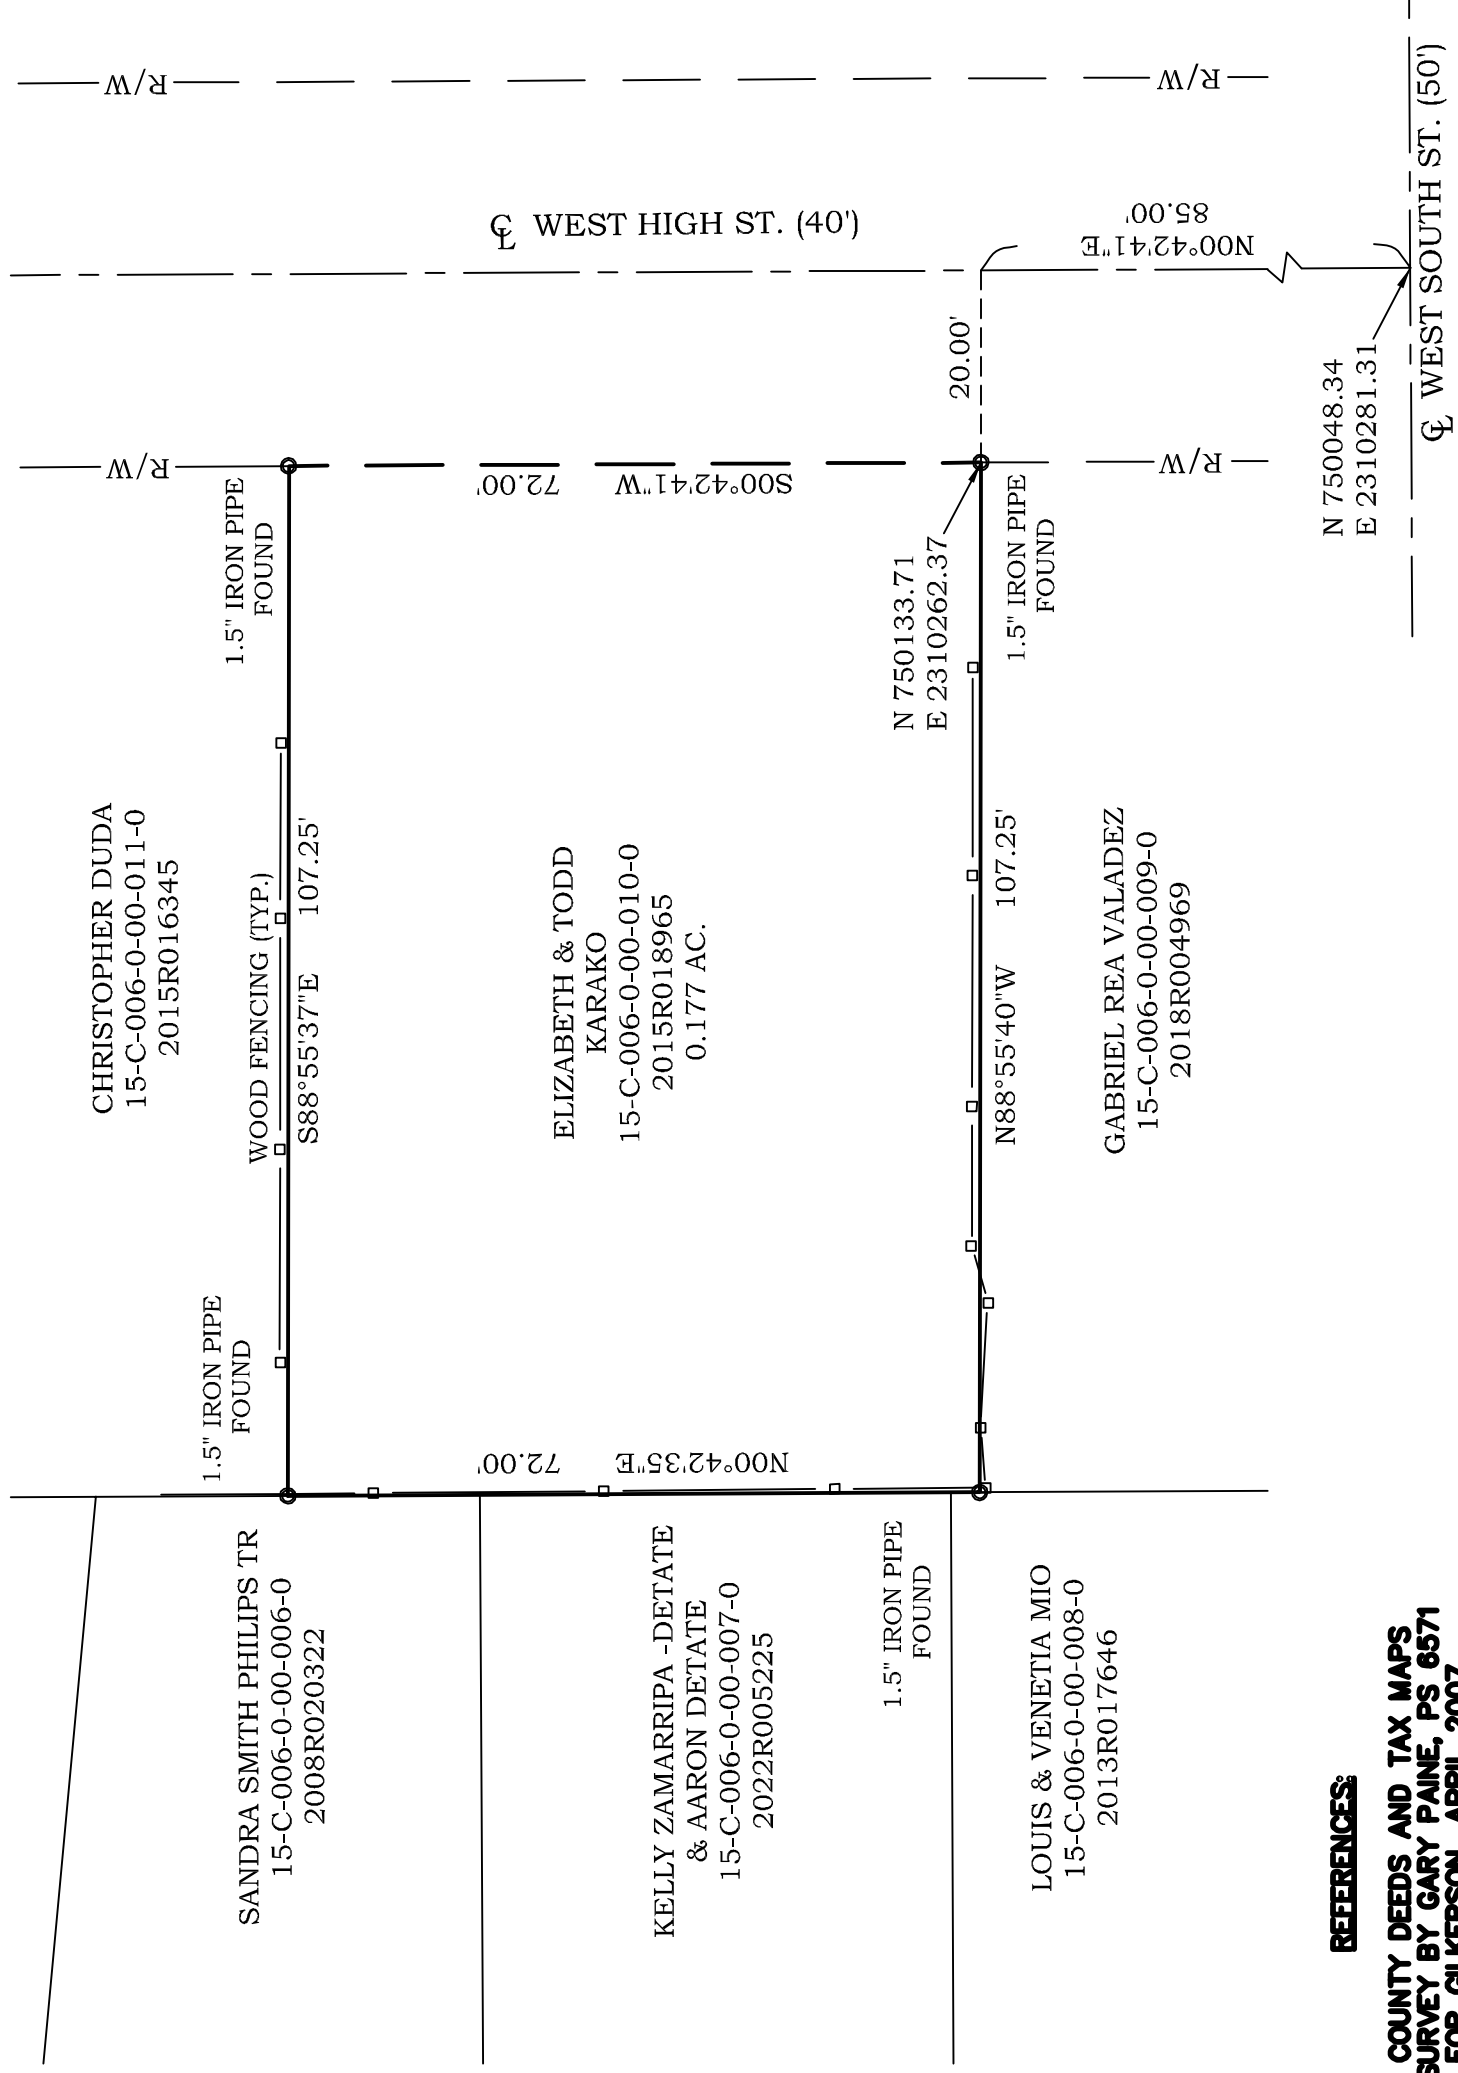 R/W
R/W
℄ WEST HIGH ST. (40')
N00°42'41"E
85.00'
℄ WEST SOUTH ST. (50')
20.00'
N 750048.34
E 2310281.31
R/W
R/W
S00°42'41"W 72.00'
1.5" IRON PIPE
FOUND
N 750133.71
E 2310262.37
1.5" IRON PIPE
FOUND
CHRISTOPHER DUDA
15-C-006-0-00-011-0
2015R016345
WOOD FENCING (TYP.)
S88°55'37"E 107.25'
ELIZABETH & TODD
KARAKO
15-C-006-0-00-010-0
2015R018965
0.177 AC.
N88°55'40"W 107.25'
GABRIEL REA VALADEZ
15-C-006-0-00-009-0
2018R004969
1.5" IRON PIPE
FOUND
N00°42'35"E 72.00'
1.5" IRON PIPE
FOUND
SANDRA SMITH PHILIPS TR
15-C-006-0-00-006-0
2008R020322
KELLY ZAMARRIPA -DETATE
& AARON DETATE
15-C-006-0-00-007-0
2022R005225
LOUIS & VENETIA MIO
15-C-006-0-00-008-0
2013R017646
REFERENCES:
COUNTY DEEDS AND TAX MAPS
SURVEY BY GARY PAINE, PS 6571
FOR GILKERSON, APRIL 2007